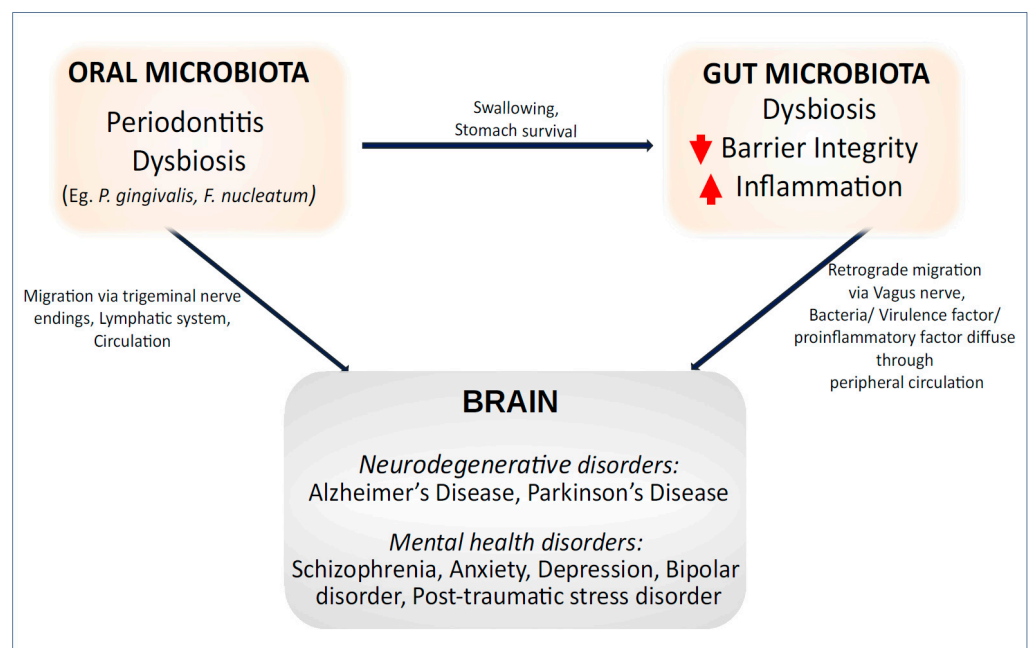 ORAL MICROBIOTA
Periodontitis
Dysbiosis
(Eg. P. gingivalis, F. nucleatum)
Swallowing,
Stomach survival
GUT MICROBIOTA
Dysbiosis
Barrier Integrity
Inflammation
Migration via trigeminal nerve
endings, Lymphatic system,
Circulation
Retrograde migration
via Vagus nerve,
Bacteria/ Virulence factor/
proinflammatory factor diffuse
through
peripheral circulation
BRAIN
Neurodegenerative disorders:
Alzheimer's Disease, Parkinson's Disease
Mental health disorders:
Schizophrenia, Anxiety, Depression, Bipolar
disorder, Post-traumatic stress disorder